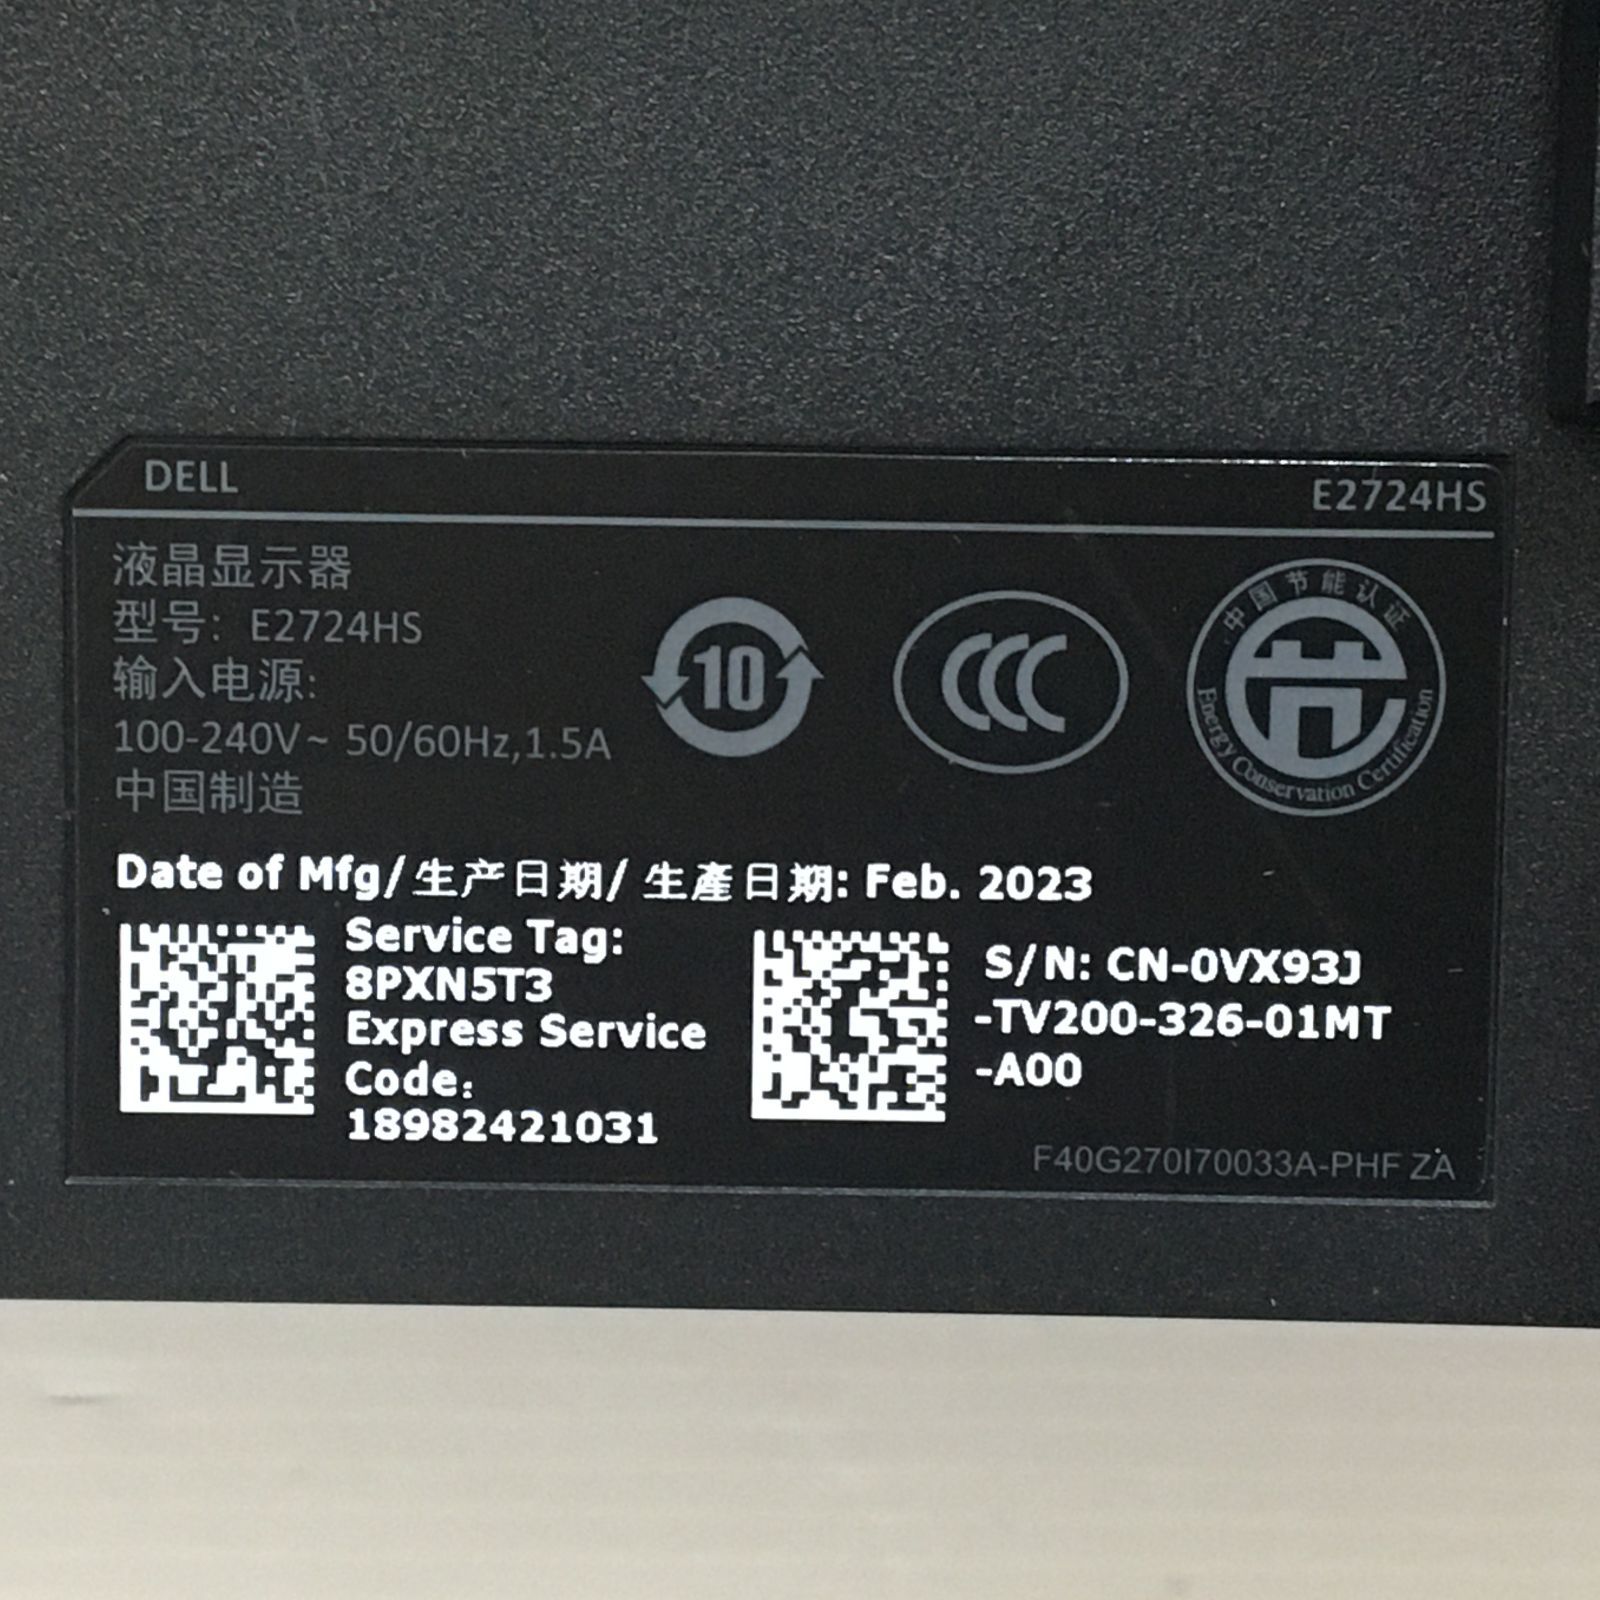 DELL
E2724HS
液晶显示器
型号: E2724HS
输入电源:
100-240V~ 50/60Hz,1.5A
中国制造
10
CCC
中国节能认证
Energy Conservation Certification
Date of Mfg/生产日期/生產日期: Feb. 2023
Service Tag:
8PXN5T3
Express Service
Code:
18982421031
S/N: CN-0VX93J
-TV200-326-01MT
-A00
F40G270I70033A-PHF ZA